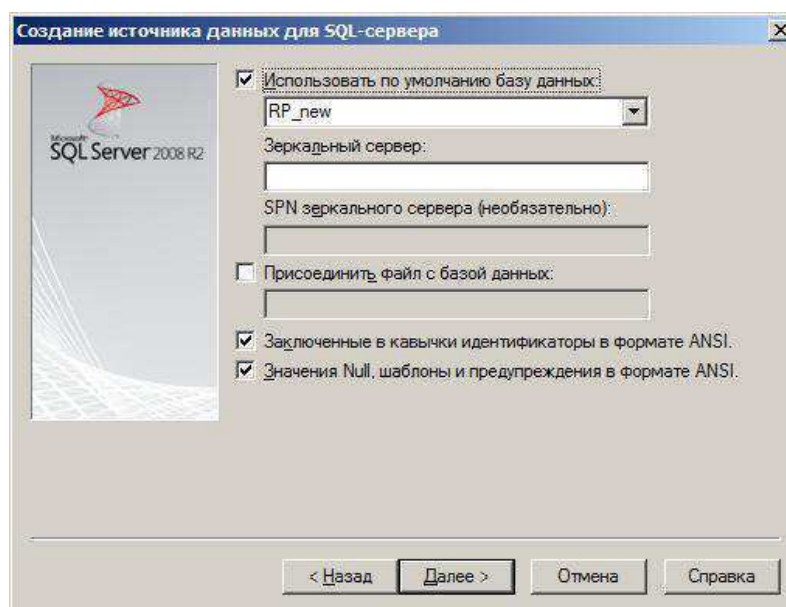 Создание источника данных для SQL-сервера
Использовать по умолчанию базу данных:
RP_new
Microsoft
SQL Server 2008 R2
Зеркальный сервер:
SPN зеркального сервера (необязательно):
Присоединить файл с базой данных:
Заключенные в кавычки идентификаторы в формате ANSI.
Значения Null, шаблоны и предупреждения в формате ANSI.
< Назад
Далее >
Отмена
Справка